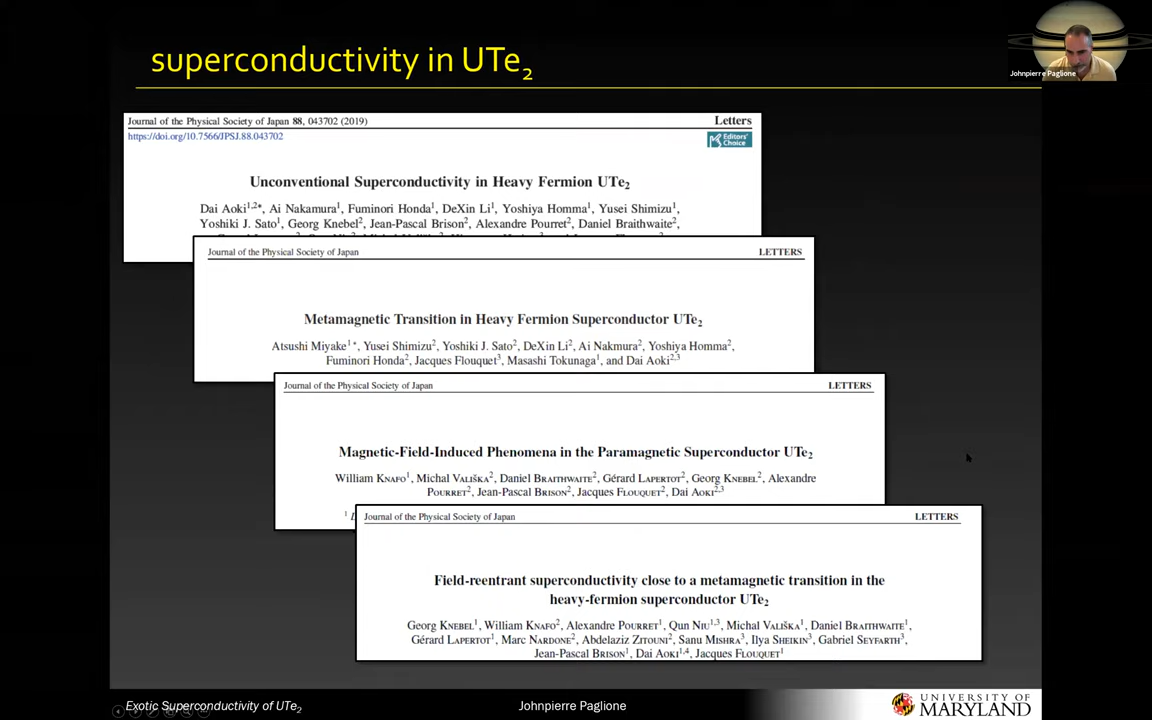 superconductivity in UTe₂
Johnpierre Paglione
Journal of the Physical Society of Japan 88, 043702 (2019)
Letters
https://doi.org/10.7566/JPSJ.88.043702
Editors' Choice
Unconventional Superconductivity in Heavy Fermion UTe₂
Dai Aoki¹,²*, Ai Nakamura¹, Fuminori Honda¹, DeXin Li¹, Yoshiya Homma¹, Yusei Shimizu¹,
Yoshiki J. Sato¹, Georg Knebel², Jean-Pascal Brison², Alexandre Pourret², Daniel Braithwaite²,
Journal of the Physical Society of Japan
LETTERS
Metamagnetic Transition in Heavy Fermion Superconductor UTe₂
Atsushi Miyake¹*, Yusei Shimizu², Yoshiki J. Sato², DeXin Li², Ai Nakmura², Yoshiya Homma²,
Fuminori Honda², Jacques Flouquet³, Masashi Tokunaga¹, and Dai Aoki²,³
Journal of the Physical Society of Japan
LETTERS
Magnetic-Field-Induced Phenomena in the Paramagnetic Superconductor UTe₂
William Knafo¹, Michal Vališka², Daniel Braithwaite², Gérard Lapertot², Georg Knebel², Alexandre
Pourret², Jean-Pascal Brison², Jacques Flouquet², Dai Aoki²,³
Journal of the Physical Society of Japan
LETTERS
Field-reentrant superconductivity close to a metamagnetic transition in the
heavy-fermion superconductor UTe₂
Georg Knebel¹, William Knafo², Alexandre Pourret¹, Qun Niu¹,³, Michal Vališka¹, Daniel Braithwaite¹,
Gérard Lapertot¹, Marc Nardone², Abdelaziz Zitouni², Sanu Mishra³, Ilya Sheikin³, Gabriel Seyfarth³,
Jean-Pascal Brison¹, Dai Aoki¹,⁴, Jacques Flouquet¹
Exotic Superconductivity of UTe₂
Johnpierre Paglione
UNIVERSITY OF
MARYLAND